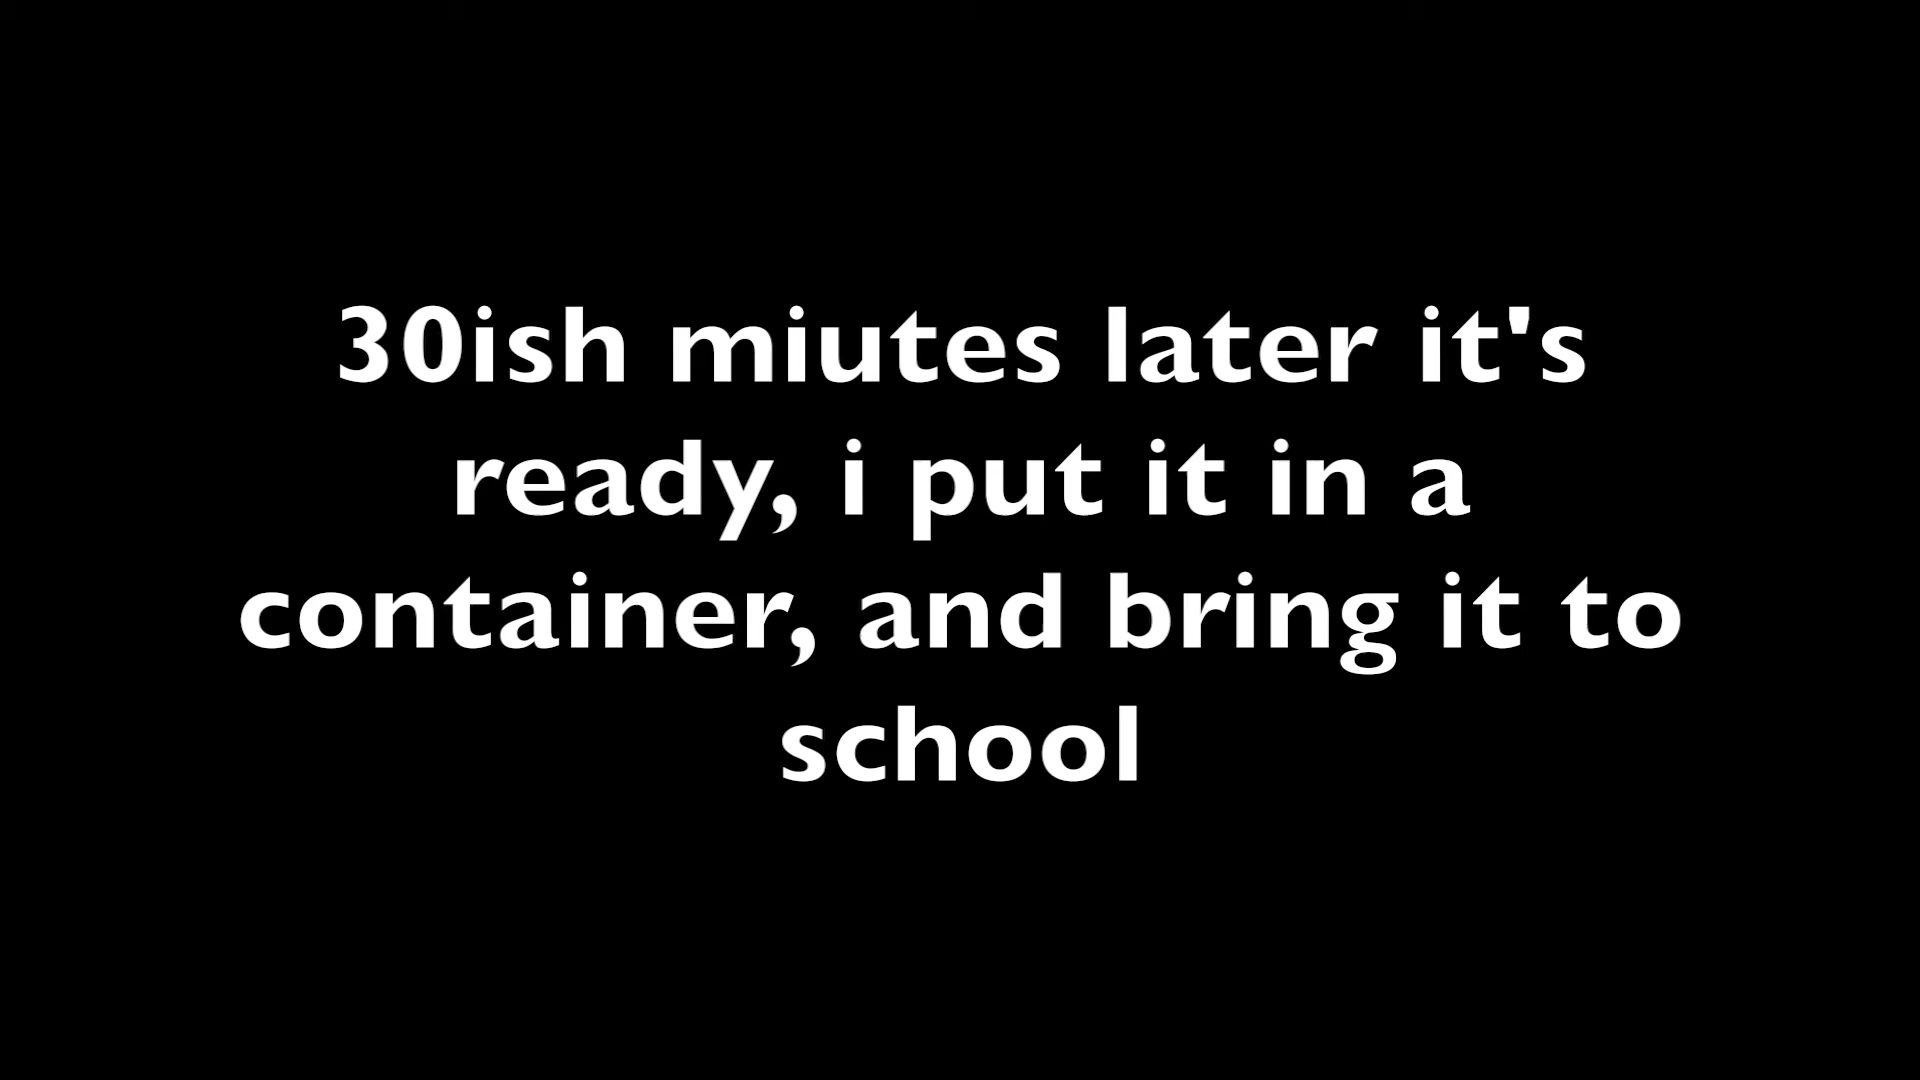 30ish miutes later it's
ready, i put it in a
container, and bring it to
school